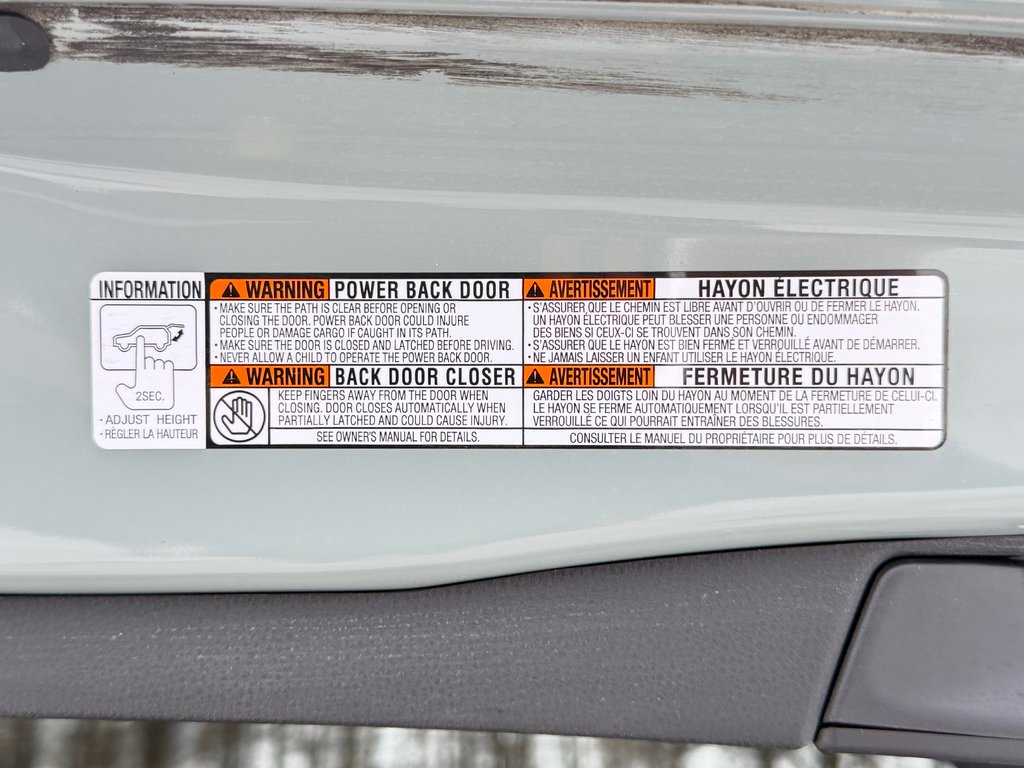 INFORMATION
2SEC.
• ADJUST HEIGHT
• RÈGLER LA HAUTEUR
WARNING POWER BACK DOOR
• MAKE SURE THE PATH IS CLEAR BEFORE OPENING OR
CLOSING THE DOOR. POWER BACK DOOR COULD INJURE
PEOPLE OR DAMAGE CARGO IF CAUGHT IN ITS PATH.
• MAKE SURE THE DOOR IS CLOSED AND LATCHED BEFORE DRIVING.
• NEVER ALLOW A CHILD TO OPERATE THE POWER BACK DOOR.
WARNING BACK DOOR CLOSER
KEEP FINGERS AWAY FROM THE DOOR WHEN
CLOSING. DOOR CLOSES AUTOMATICALLY WHEN
PARTIALLY LATCHED AND COULD CAUSE INJURY.
SEE OWNER'S MANUAL FOR DETAILS.
AVERTISSEMENT HAYON ÉLECTRIQUE
• S'ASSURER QUE LE CHEMIN EST LIBRE AVANT D'OUVRIR OU DE FERMER LE HAYON.
UN HAYON ÉLECTRIQUE PEUT BLESSER UNE PERSONNE OU ENDOMMAGER
DES BIENS SI CEUX-CI SE TROUVENT DANS SON CHEMIN.
• S'ASSURER QUE LE HAYON EST BIEN FERMÉ ET VERROUILLÉ AVANT DE DÉMARRER.
• NE JAMAIS LAISSER UN ENFANT UTILISER LE HAYON ÉLECTRIQUE.
AVERTISSEMENT FERMETURE DU HAYON
GARDER LES DOIGTS LOIN DU HAYON AU MOMENT DE LA FERMETURE DE CELUI-CI.
LE HAYON SE FERME AUTOMATIQUEMENT LORSQU'IL EST PARTIELLEMENT
VERROUILLÉ CE QUI POURRAIT ENTRAÎNER DES BLESSURES.
CONSULTER LE MANUEL DU PROPRIÉTAIRE POUR PLUS DE DÉTAILS.